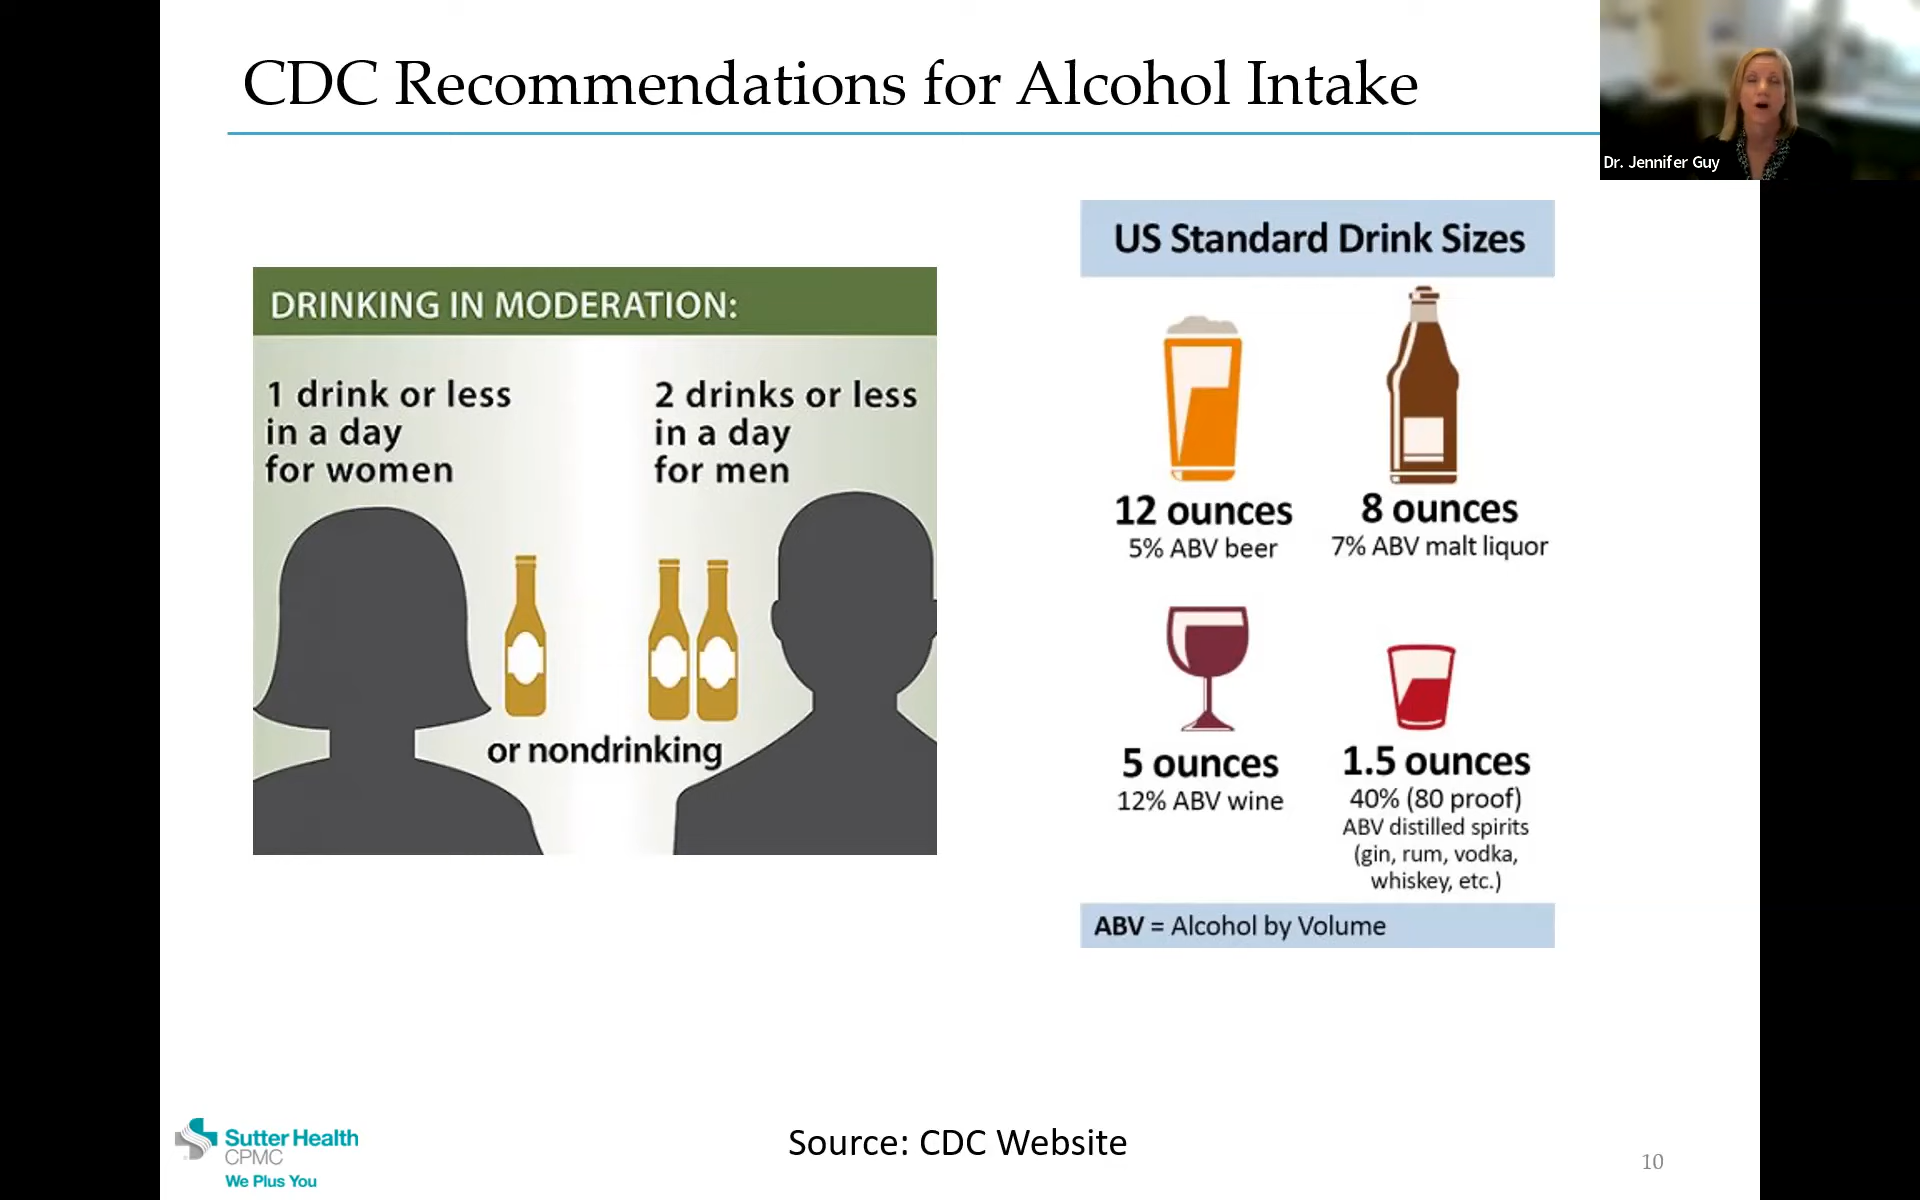 CDC Recommendations for Alcohol Intake
Dr. Jennifer Guy
DRINKING IN MODERATION:
1 drink or less
in a day
for women
2 drinks or less
in a day
for men
or nondrinking
US Standard Drink Sizes
12 ounces
5% ABV beer
8 ounces
7% ABV malt liquor
5 ounces
12% ABV wine
1.5 ounces
40% (80 proof)
ABV distilled spirits
(gin, rum, vodka,
whiskey, etc.)
ABV = Alcohol by Volume
Sutter Health
CPMC
We Plus You
Source: CDC Website
10